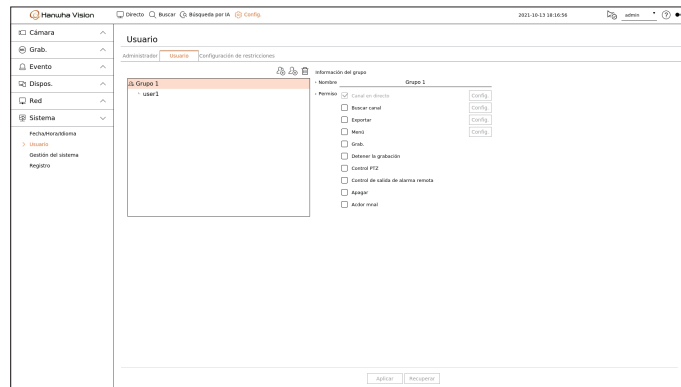 Hanwha Vision
Directo Buscar Búsqueda por IA Config. 2021-10-13 18:16:56 admin
Cámara
Grab.
Evento
Dispos.
Red
Sistema
Fecha/Hora/Idioma
Usuario
Gestión del sistema
Registro
Usuario
Administrador Usuario Configuración de restricciones
Grupo 1
user1
Información del grupo
Nombre Grupo 1
Permiso Canal en directo Config.
Buscar canal Config.
Exportar Config.
Menú Config.
Grab.
Detener la grabación
Control PTZ
Control de salida de alarma remota
Apagar
Acdor mnal
Aplicar Recuperar